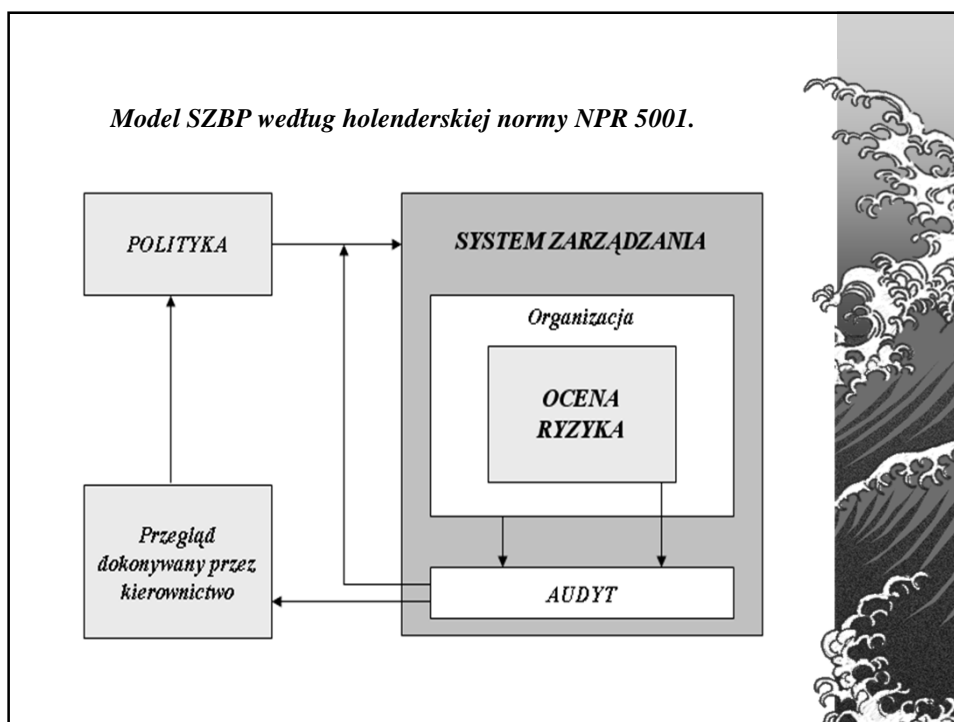 Model SZBP według holenderskiej normy NPR 5001.
POLITYKA
SYSTEM ZARZĄDZANIA
Organizacja
OCENA
RYZYKA
Przegląd
dokonywany przez
kierownictwo
AUDYT